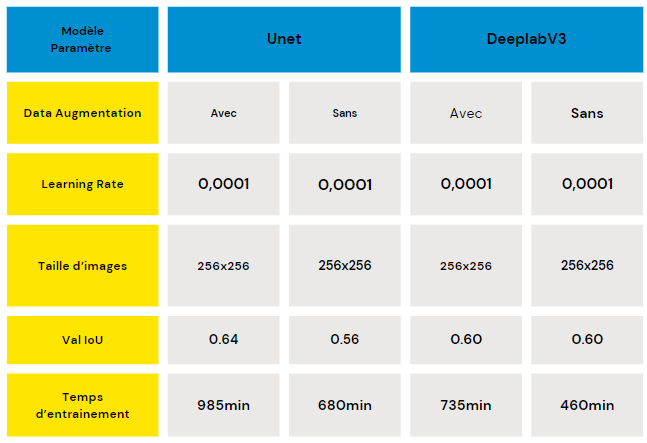 Modèle
Paramètre
Unet
DeeplabV3
Data Augmentation
Avec
Sans
Avec
Sans
Learning Rate
0,0001
0,0001
0,0001
0,0001
Taille d'images
256x256
256x256
256x256
256x256
Val IoU
0.64
0.56
0.60
0.60
Temps
d'entrainement
985min
680min
735min
460min